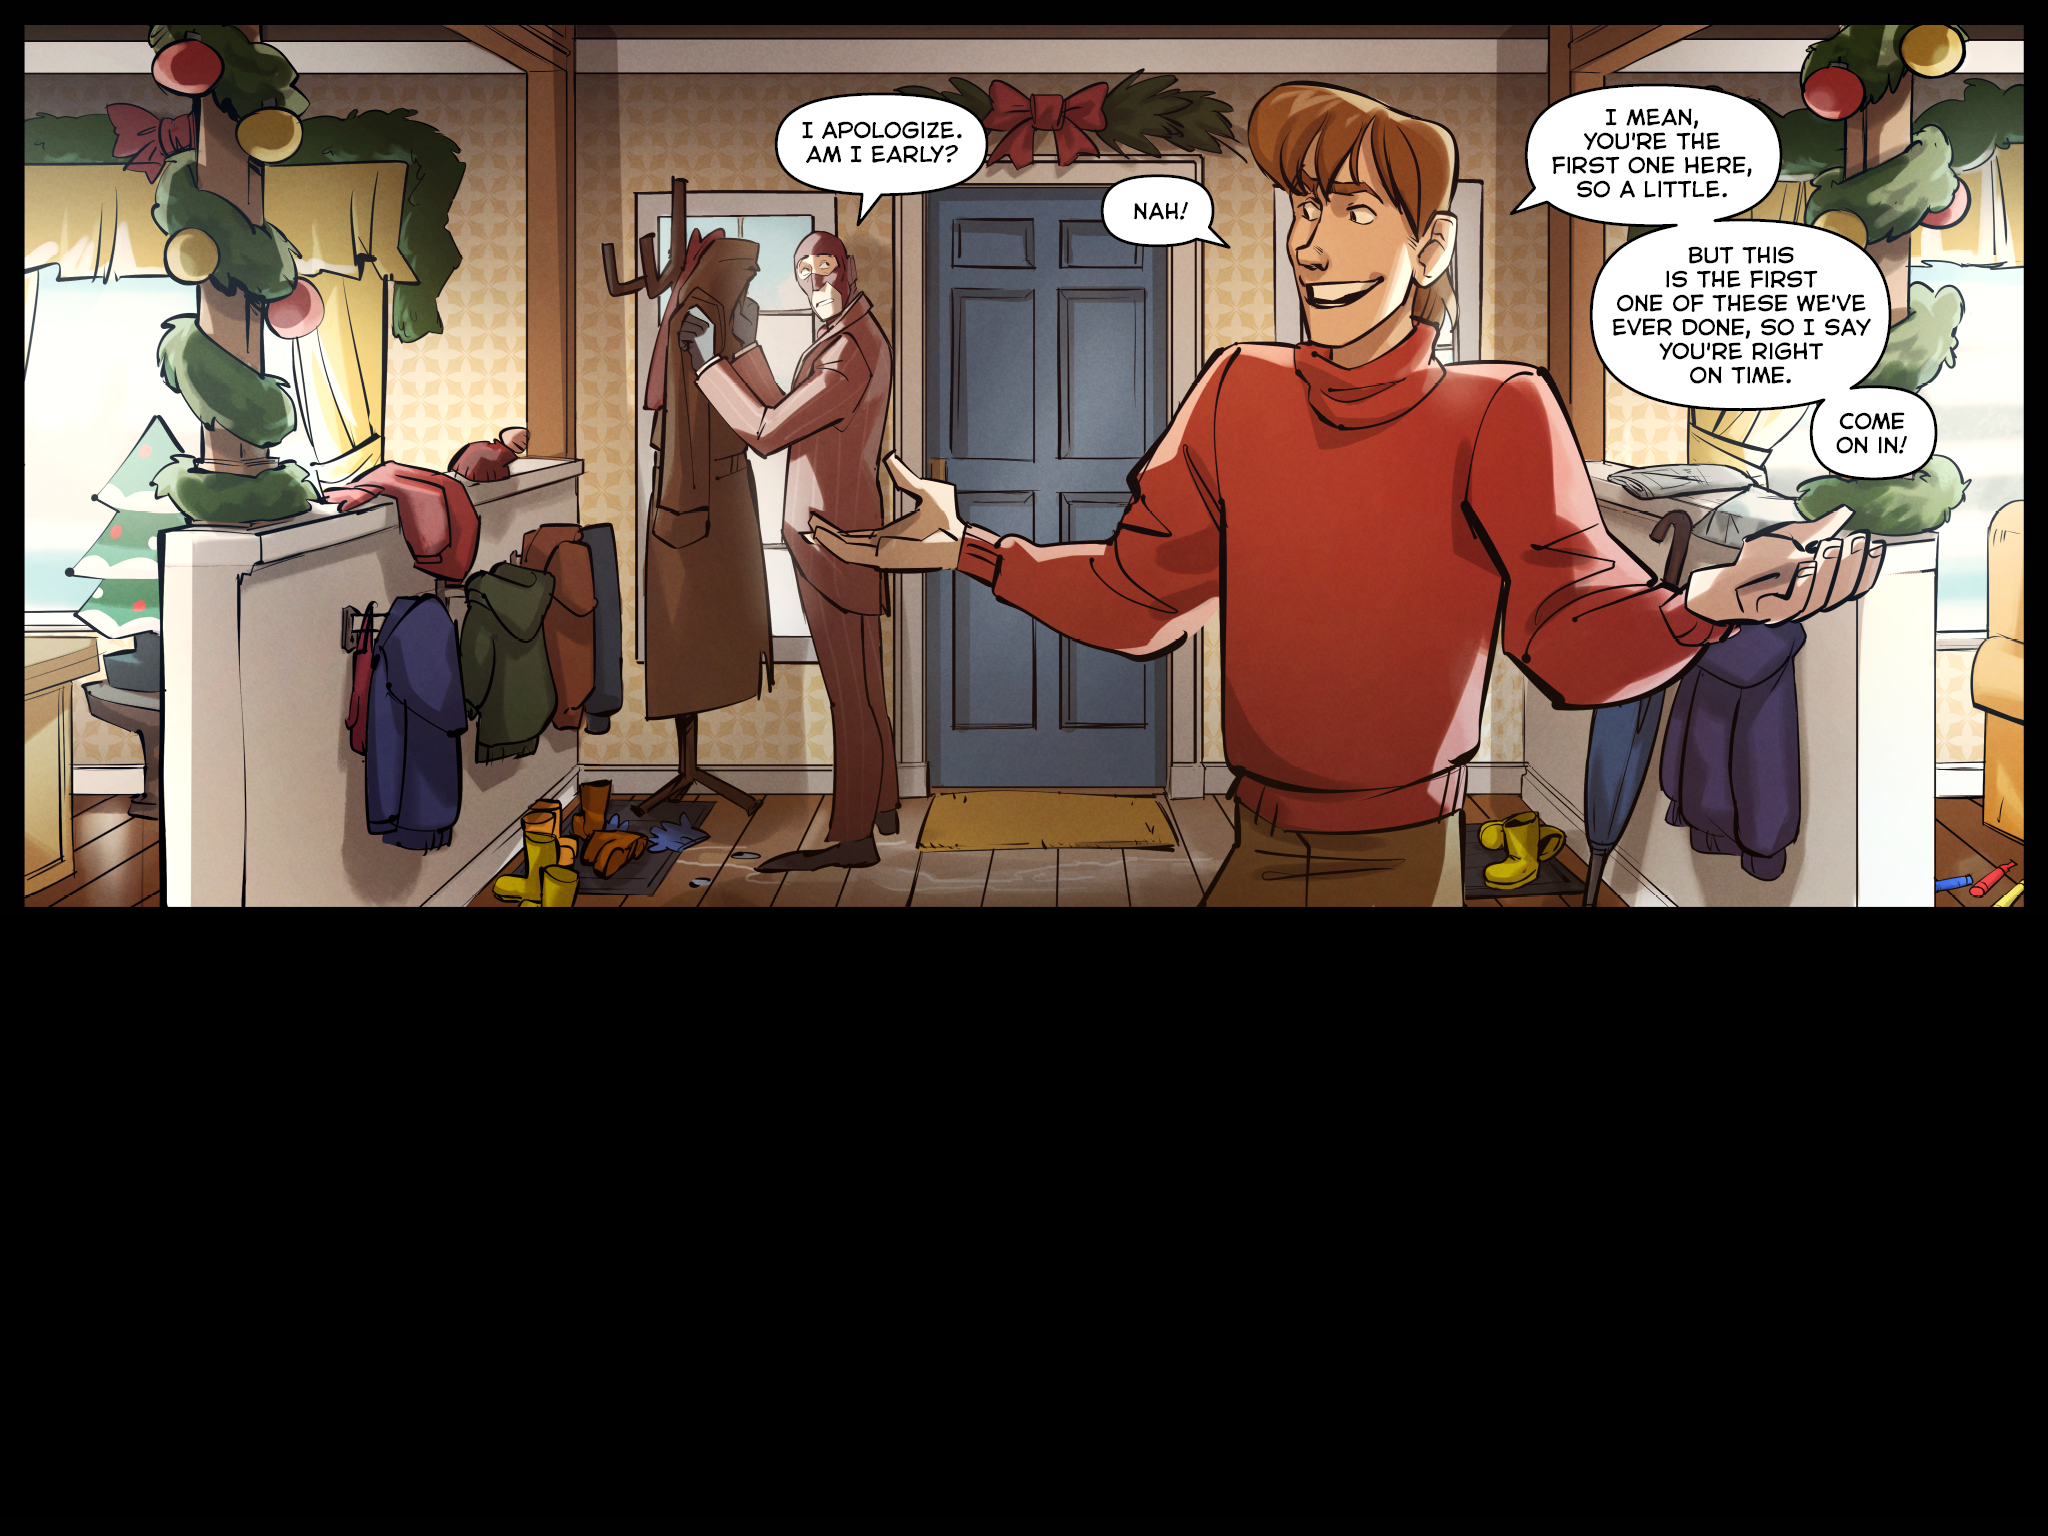 I APOLOGIZE.
AM I EARLY?
NAH!
I MEAN,
YOU'RE THE
FIRST ONE HERE,
SO A LITTLE.
BUT THIS
IS THE FIRST
ONE OF THESE WE'VE
EVER DONE, SO I SAY
YOU'RE RIGHT
ON TIME.
COME
ON IN!